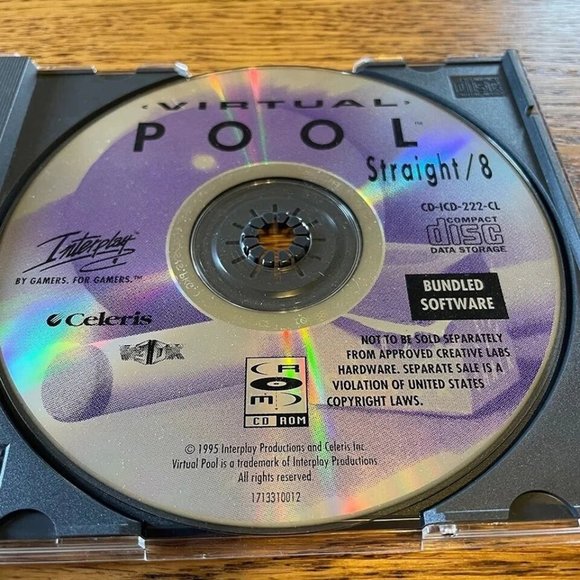 VIRTUAL
POOL™
Straight/8
CD-ICD-222-CL
COMPACT
disc
DATA STORAGE
Interplay
BY GAMERS. FOR GAMERS.™
BUNDLED
SOFTWARE
Celeris
NOT TO BE SOLD SEPARATELY
FROM APPROVED CREATIVE LABS
HARDWARE. SEPARATE SALE IS A
VIOLATION OF UNITED STATES
COPYRIGHT LAWS.
CD ROM
© 1995 Interplay Productions and Celeris Inc.
Virtual Pool is a trademark of Interplay Productions.
All rights reserved.
1713310012